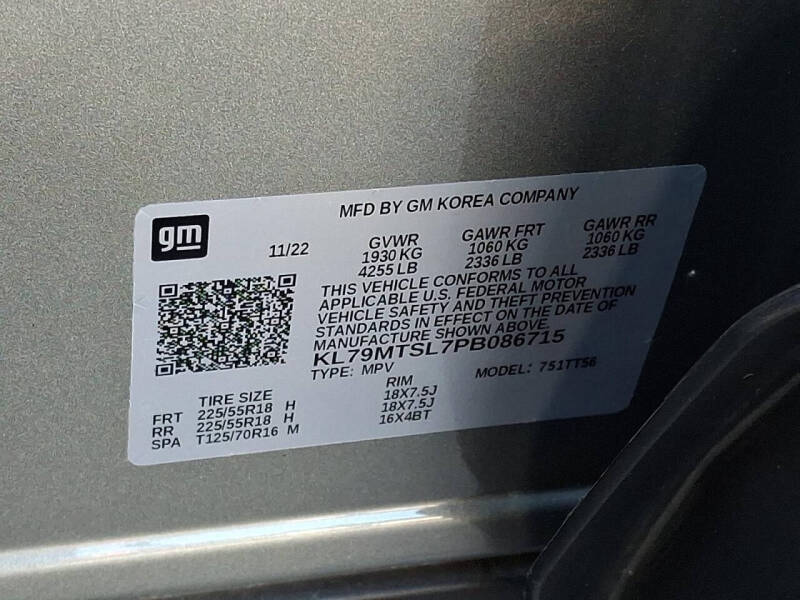 MFD BY GM KOREA COMPANY
gm
11/22 GVWR GAWR FRT GAWR RR
1930 KG 1060 KG 1060 KG
4255 LB 2336 LB 2336 LB
THIS VEHICLE CONFORMS TO ALL
APPLICABLE U.S. FEDERAL MOTOR
VEHICLE SAFETY AND THEFT PREVENTION
STANDARDS IN EFFECT ON THE DATE OF
MANUFACTURE SHOWN ABOVE.
KL79MTSL7PB086715
TYPE: MPV MODEL: 751TT56
TIRE SIZE RIM
FRT 225/55R18 H 18X7.5J
RR 225/55R18 H 18X7.5J
SPA T125/70R16 M 16X4BT